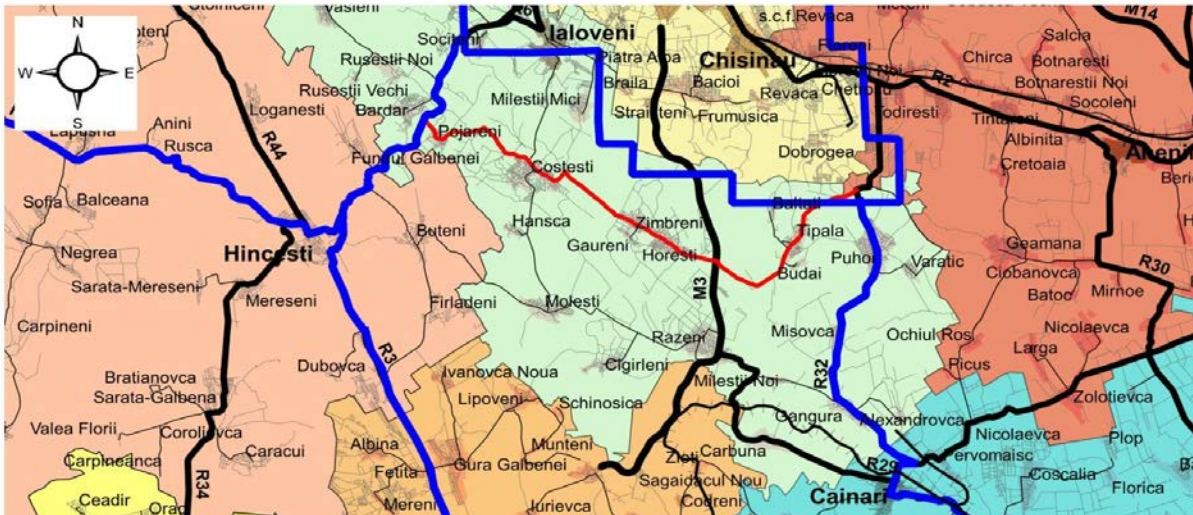 N
W E
S
Vasieni
R6
Ialoveni
s.c.f.Revaca
M14
Salcia
Chirca
Botnaresti
Botnarestii Noi
Socoleni
R2
Floreni
Chisinau
Piatra Alba
Braila
Bacioi
Revaca
Frumusica
Dobrogea
Tintareni
Albinita
Cretoaia
Rusestii Noi
Rusestii Vechi
Bardar
Milestii Mici
Loganesti
R44
Anini
Rusca
Pojareni
Fundul Galbenei
Costesti
Sofia
Balceana
Hansca
Zimbreni
Gaureni
Horesti
Baltati
Tipala
Budai
Puhoi
Varatic
Geamana
Ciobanovca
Batoc
Mirnoe
R30
Negrea
Hincesti
Buteni
Sarata-Mereseni
Mereseni
Firladeni
Molesti
M3
Carpineni
Razeni
Misovca
Ochiul Ros
Nicolaevca
Larga
Picus
Dubovca
R3
Cigirleni
R32
Bratianovca
Sarata-Galbena
Ivanovca Noua
Lipoveni
Schinosica
Milestii Noi
Gangura
Alexandrovca
Zolotievca
Valea Florii
Caracui
Albina
Munteni
Nicolaevca
Plop
Carpineanca
Fetita
Gura Galbenei
Zloti
Carbuna
R29
Coscalia
Ceadir
R34
Mereni
Iurievca
Sagaidacul Nou
Codreni
Cainari
Florica